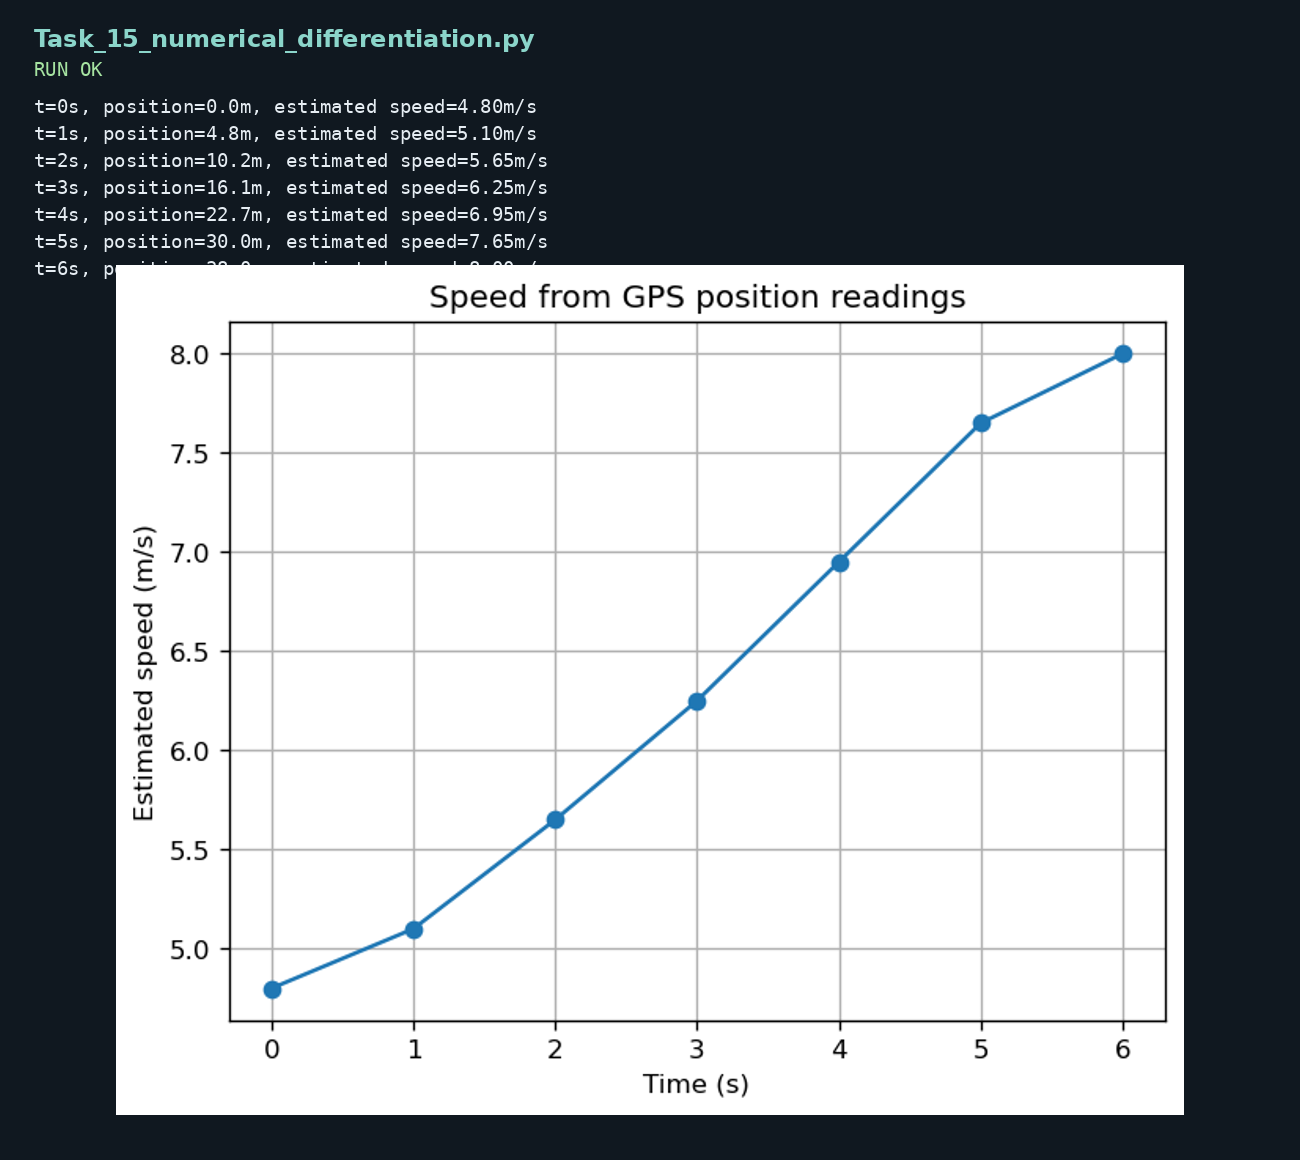 Task_15_numerical_differentiation.py
RUN OK
t=0s, position=0.0m, estimated speed=4.80m/s
t=1s, position=4.8m, estimated speed=5.10m/s
t=2s, position=10.2m, estimated speed=5.65m/s
t=3s, position=16.1m, estimated speed=6.25m/s
t=4s, position=22.7m, estimated speed=6.95m/s
t=5s, position=30.0m, estimated speed=7.65m/s
t=6s,
Speed from GPS position readings
8.0
7.5
7.0
6.5
6.0
5.5
5.0
Estimated speed (m/s)
0 1 2 3 4 5 6
Time (s)